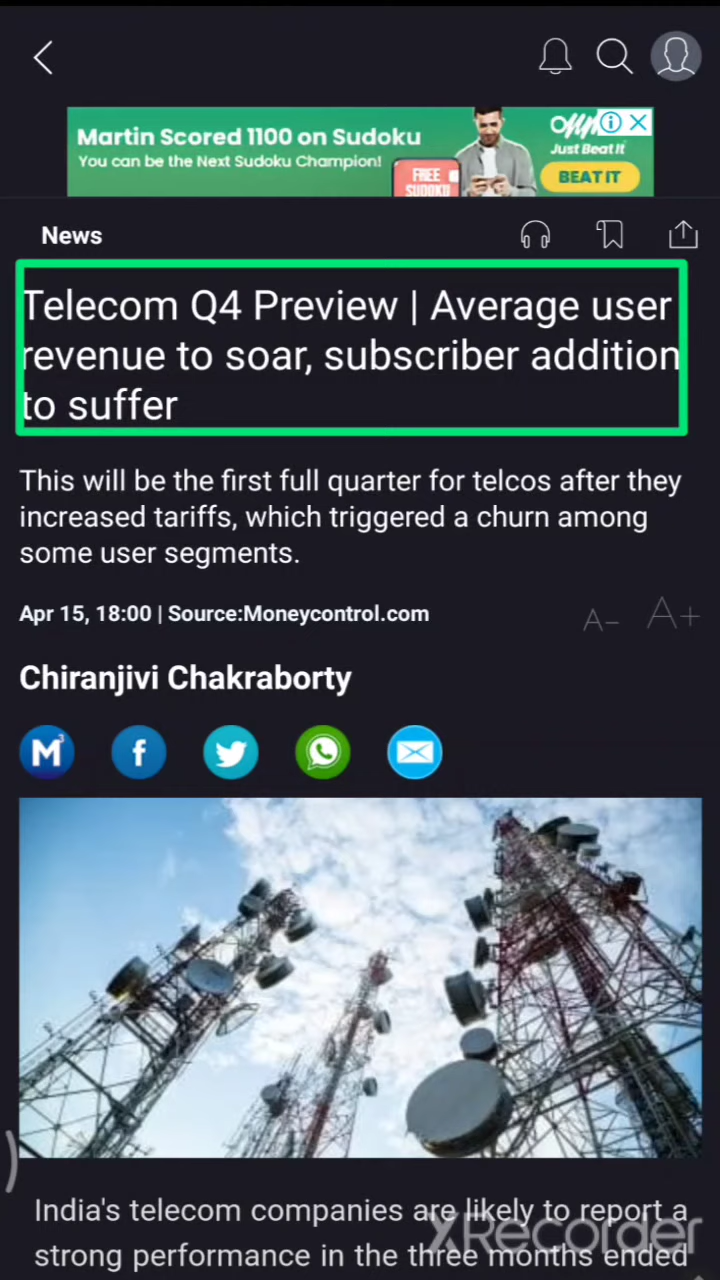 Martin Scored 1100 on Sudoku
You can be the Next Sudoku Champion!
FREE
SUDOKU
Just Beat It
BEAT IT
News
Telecom Q4 Preview | Average user
revenue to soar, subscriber addition
to suffer
This will be the first full quarter for telcos after they
increased tariffs, which triggered a churn among
some user segments.
Apr 15, 18:00 | Source:Moneycontrol.com
A-
A+
Chiranjivi Chakraborty
M3
f
India's telecom companies are likely to report a
strong performance in the three months ended
XRecorder